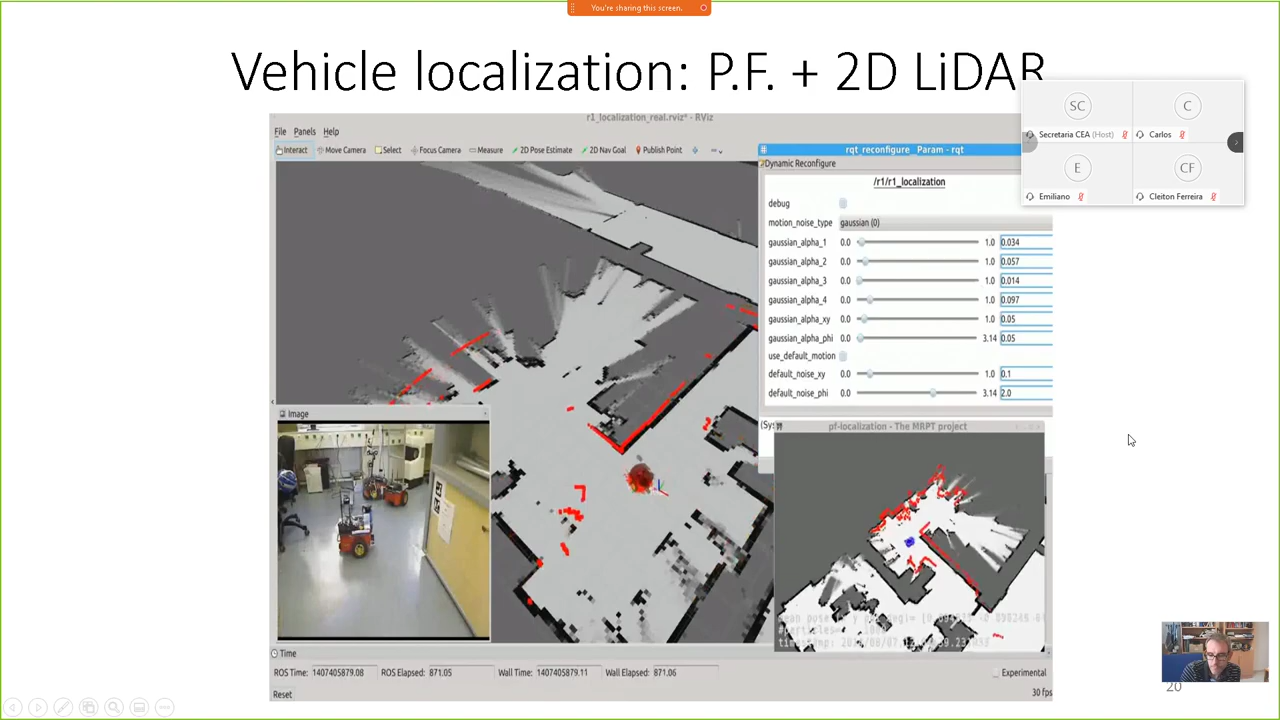 You're sharing this screen.
Vehicle localization: P.F. + 2D LiDAR
SC
C
Secretaria CEA (Host)
Carlos
E
CF
Emiliano
Cleiton Ferreira
r1_localization_real.rviz* - RViz
File Panels Help
Interact Move Camera Select Focus Camera Measure 2D Pose Estimate 2D Nav Goal Publish Point
rqt_reconfigure__Param - rqt
Dynamic Reconfigure
/r1/r1_localization
debug
motion_noise_type gaussian (0)
gaussian_alpha_1 0.0 1.0 0.034
gaussian_alpha_2 0.0 1.0 0.057
gaussian_alpha_3 0.0 1.0 0.014
gaussian_alpha_4 0.0 1.0 0.097
gaussian_alpha_xy 0.0 1.0 0.05
gaussian_alpha_phi 0.0 3.14 0.05
use_default_motion
default_noise_xy 0.0 1.0 0.1
default_noise_phi 0.0 3.14 2.0
(Sys
pf-localization - The MRPT project
Image
Time
ROS Time: 1407405879.08 ROS Elapsed: 871.05 Wall Time: 1407405879.11 Wall Elapsed: 871.06
Experimental
Reset
30 fps
20